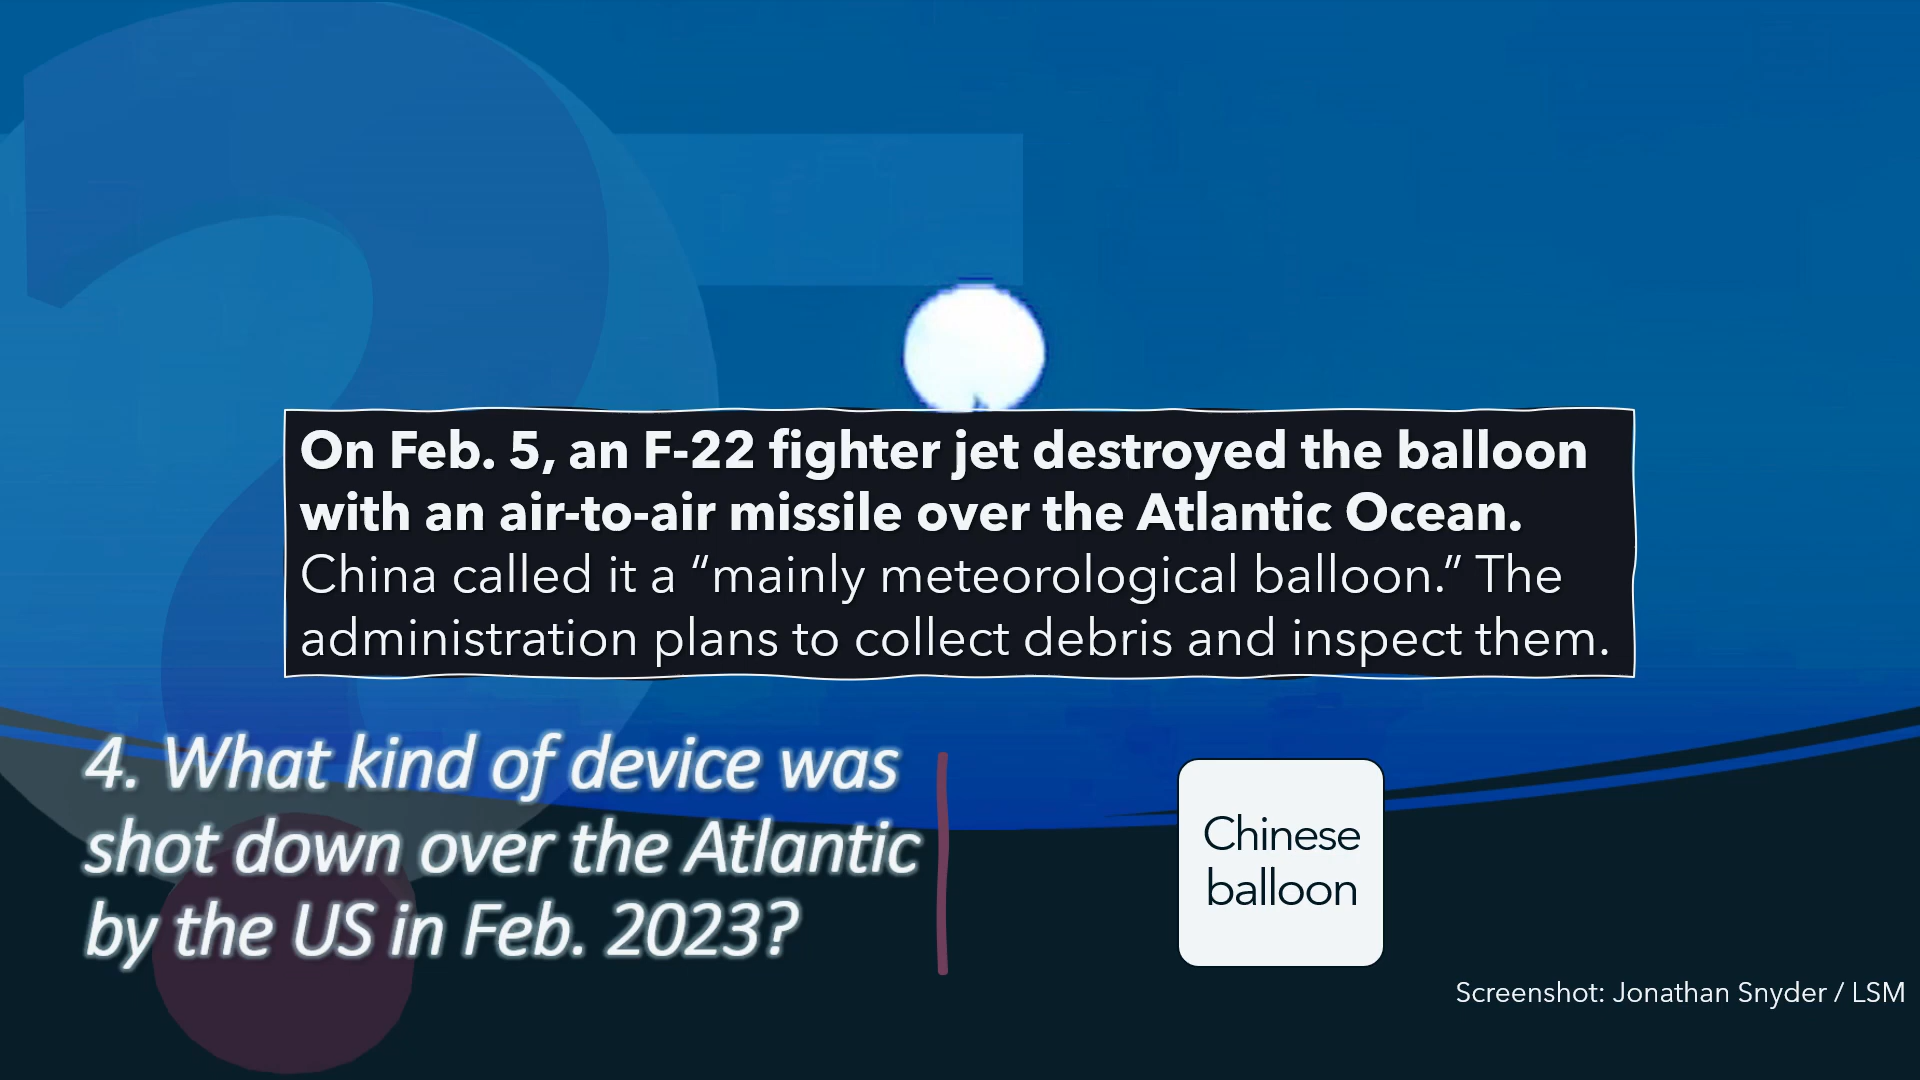 On Feb. 5, an F-22 fighter jet destroyed the balloon
with an air-to-air missile over the Atlantic Ocean.
China called it a “mainly meteorological balloon.” The
administration plans to collect debris and inspect them.
4. What kind of device was
shot down over the Atlantic
by the US in Feb. 2023?
Chinese
balloon
Screenshot: Jonathan Snyder / LSM